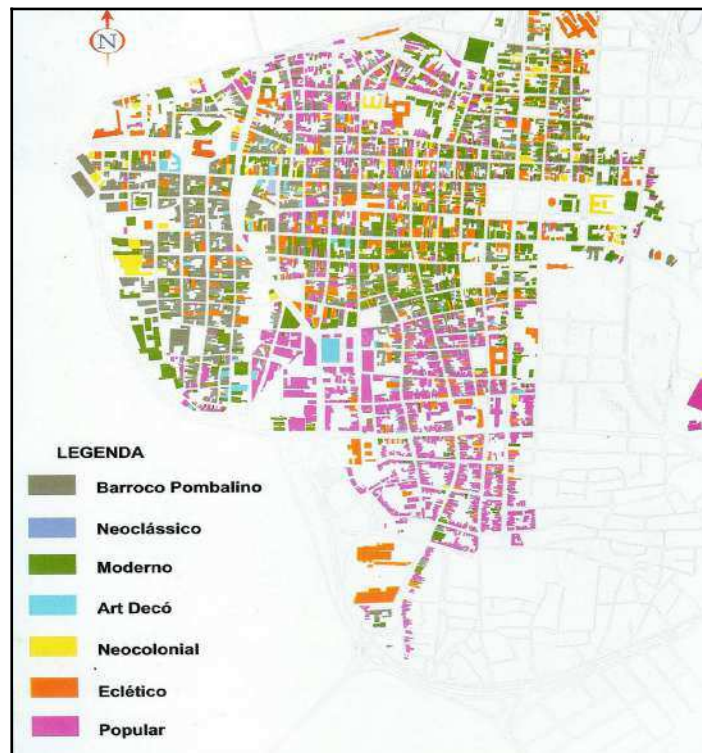 N
LEGENDA
Barroco Pombalino
Neoclássico
Moderno
Art Decó
Neocolonial
Eclético
Popular